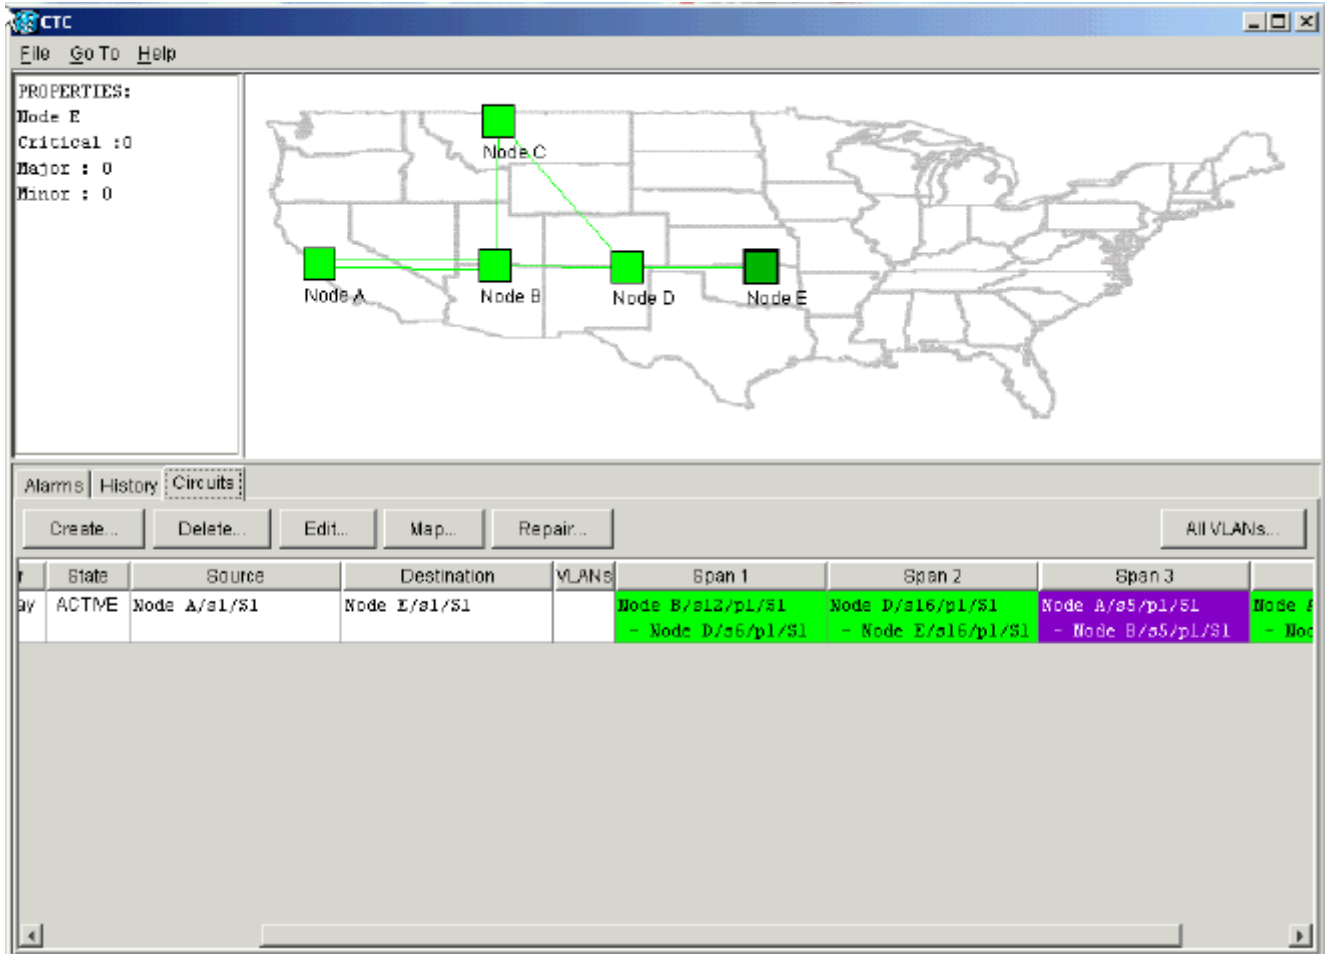 CTC
File Go To Help
PROPERTIES:
Node E
Critical :0
Major : 0
Minor : 0
Node C
Node A
Node B
Node D
Node E
Alarms History Circuits
Create... Delete... Edit... Map... Repair... All VLANs...
r State Source Destination VLANs Span 1 Span 2 Span 3
ay ACTIVE Node A/s1/S1 Node E/s1/S1 Node B/s12/p1/S1 Node D/s16/p1/S1 Node A/s5/p1/S1 Node
- Node D/s6/p1/S1 - Node E/s16/p1/S1 - Node B/s5/p1/S1 - Noc